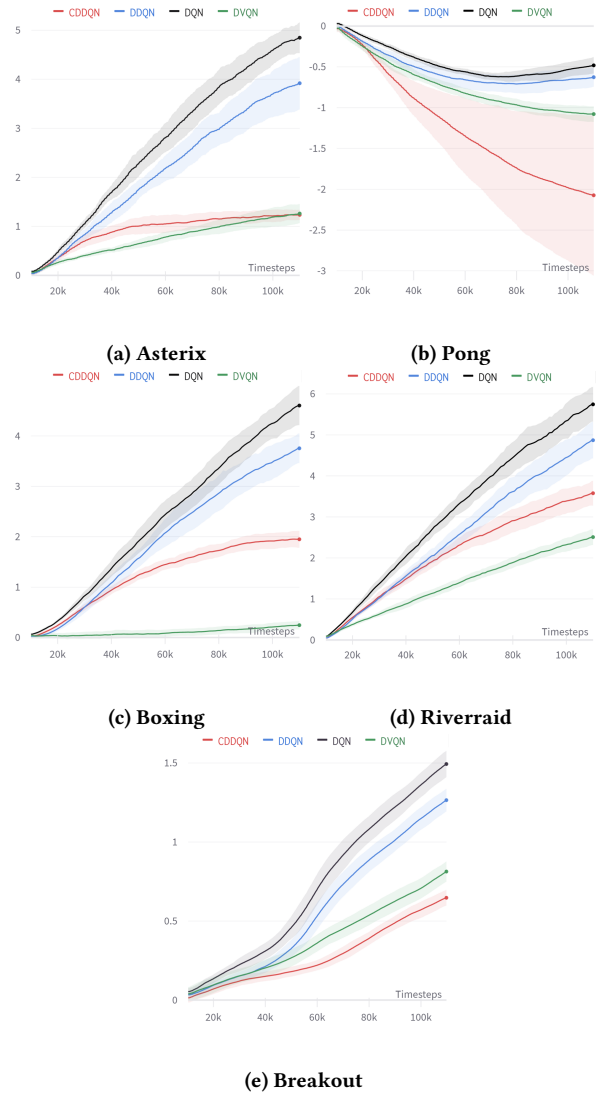 CDDQN DDQN DQN DVQN
5
4
3
2
1
0
Timesteps
20k 40k 60k 80k 100k
(a) Asterix
CDDQN DDQN DQN DVQN
0
-0.5
-1
-1.5
-2
-2.5
-3
Timesteps
20k 40k 60k 80k 100k
(b) Pong
CDDQN DDQN DQN DVQN
4
3
2
1
0
Timesteps
20k 40k 60k 80k 100k
(c) Boxing
CDDQN DDQN DQN DVQN
6
5
4
3
2
1
0
Timesteps
20k 40k 60k 80k 100k
(d) Riverraid
CDDQN DDQN DQN DVQN
1.5
1
0.5
0
Timesteps
20k 40k 60k 80k 100k
(e) Breakout